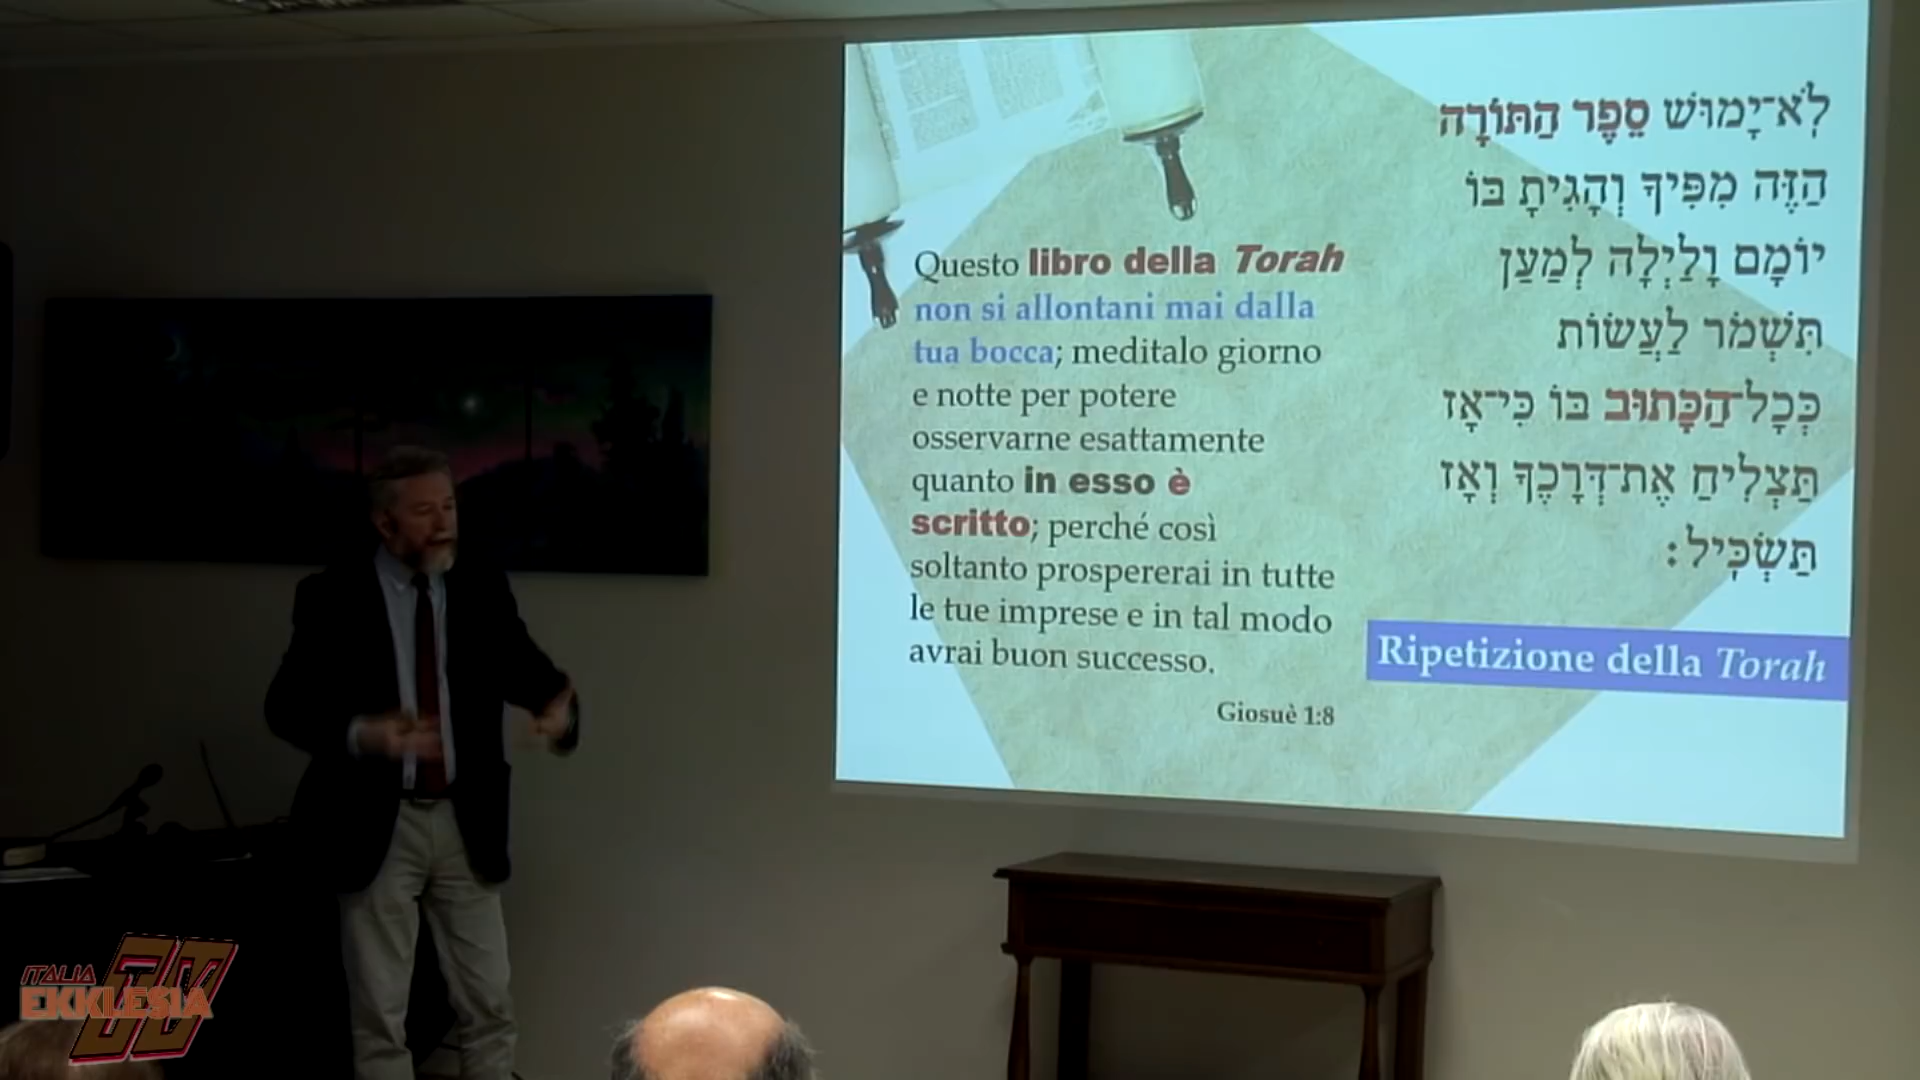 לֹֽא־יָמוּשׁ סֵפֶר הַתּוֹרָה
הַזֶּה מִפִּיךָ וְהָגִיתָ בּוֹ
יוֹמָם וָלַיְלָה לְמַעַן
תִּשְׁמֹר לַעֲשׂוֹת
כְּכָל־הַכָּתוּב בּוֹ כִּי־אָז
תַּצְלִיחַ אֶת־דְּרָכֶךָ וְאָז
תַּשְׂכִּֽיל׃
Questo libro della Torah
non si allontani mai dalla
tua bocca; meditalo giorno
e notte per potere
osservarne esattamente
quanto in esso è
scritto; perché così
soltanto prospererai in tutte
le tue imprese e in tal modo
avrai buon successo.
Giosuè 1:8
Ripetizione della Torah
ITALIA
EKKLESIA
TV